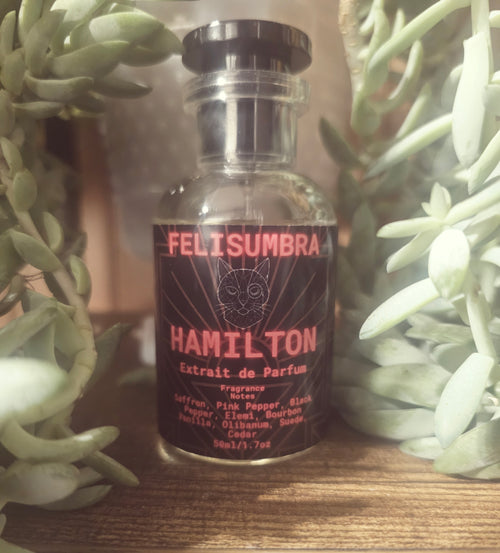 FELISUMBRA
HAMILTON
Extrait de Parfum
Fragrance
Notes
Saffron, Pink Pepper, Black
Pepper, Elemi, Bourbon
Vanilla, Olibanum, Suede,
Cedar
50ml/1.7oz